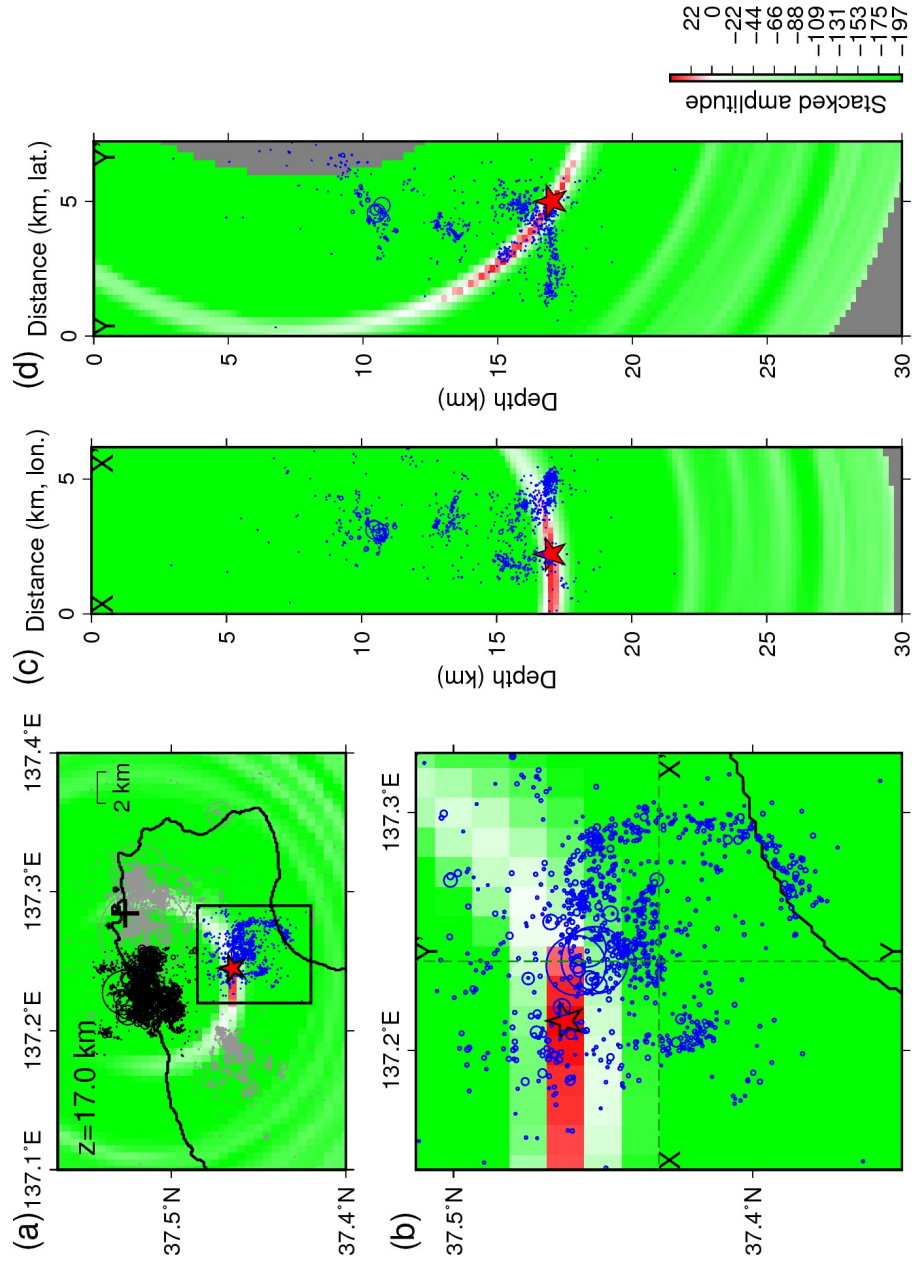 (a)
137.1˚E
137.2˚E
137.3˚E
137.4˚E
37.5˚N
37.4˚N
z=17.0 km
2 km
(b)
137.2˚E
137.3˚E
37.5˚N
37.4˚N
X
X
Y
Y
(c)
Distance (km, lon.)
0
5
X
X
Depth (km)
0
5
10
15
20
25
30
(d)
Distance (km, lat.)
0
5
Y
Y
Depth (km)
0
5
10
15
20
25
30
Stacked amplitude
22
0
−22
−44
−66
−88
−109
−131
−153
−175
−197